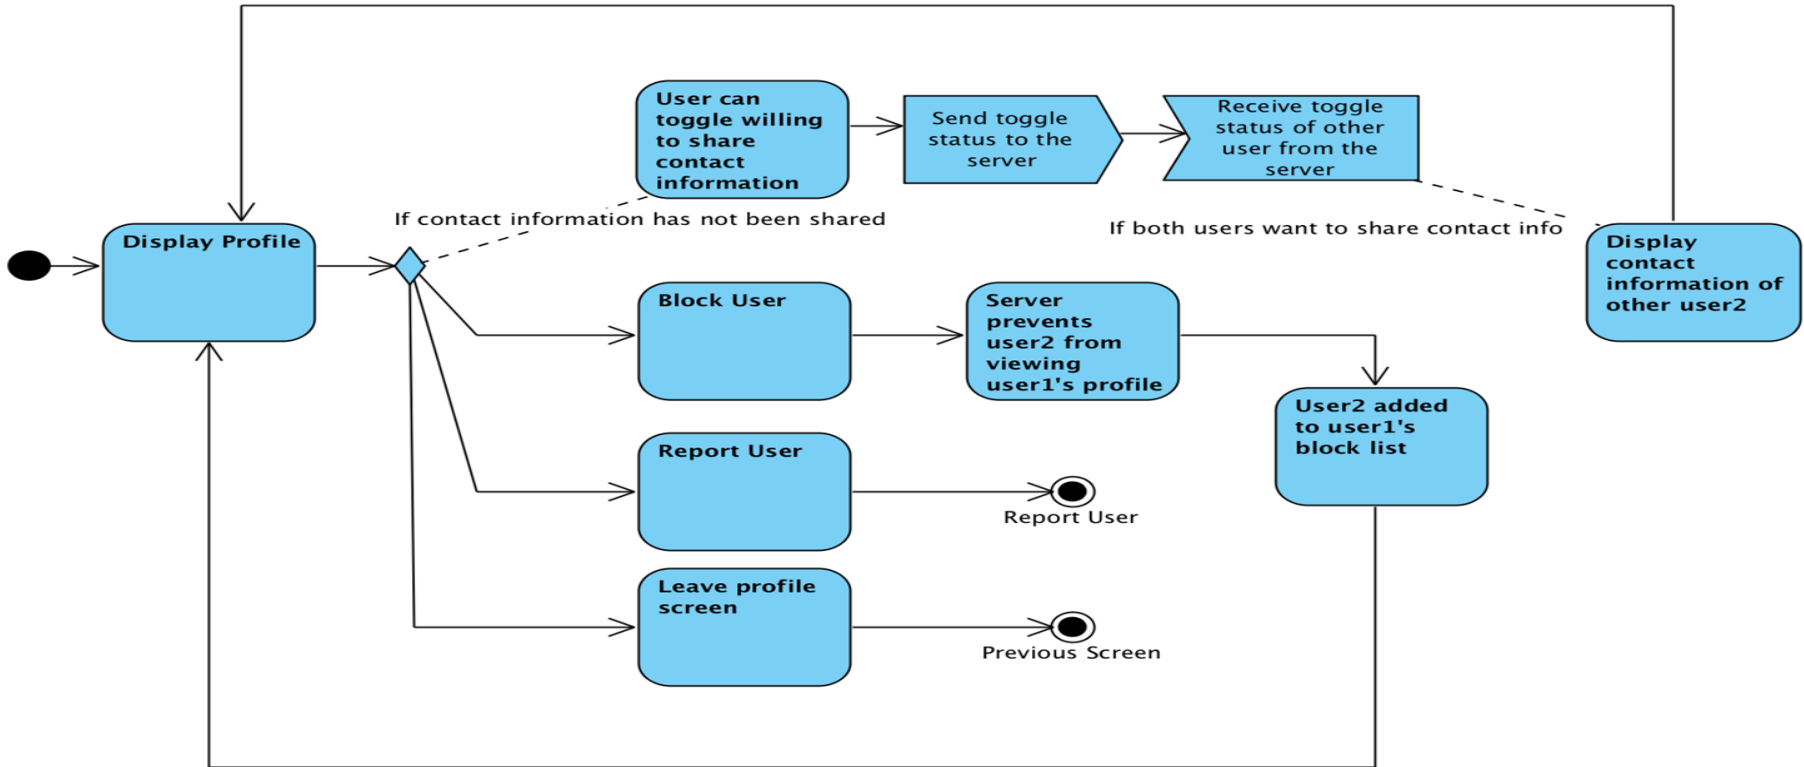 User can
toggle willing
to share
contact
information
Send toggle
status to the
server
Receive toggle
status of other
user from the
server
If contact information has not been shared
If both users want to share contact info
Display Profile
Display
contact
information of
other user2
Block User
Server
prevents
user2 from
viewing
user1's profile
User2 added
to user1's
block list
Report User
Report User
Leave profile
screen
Previous Screen